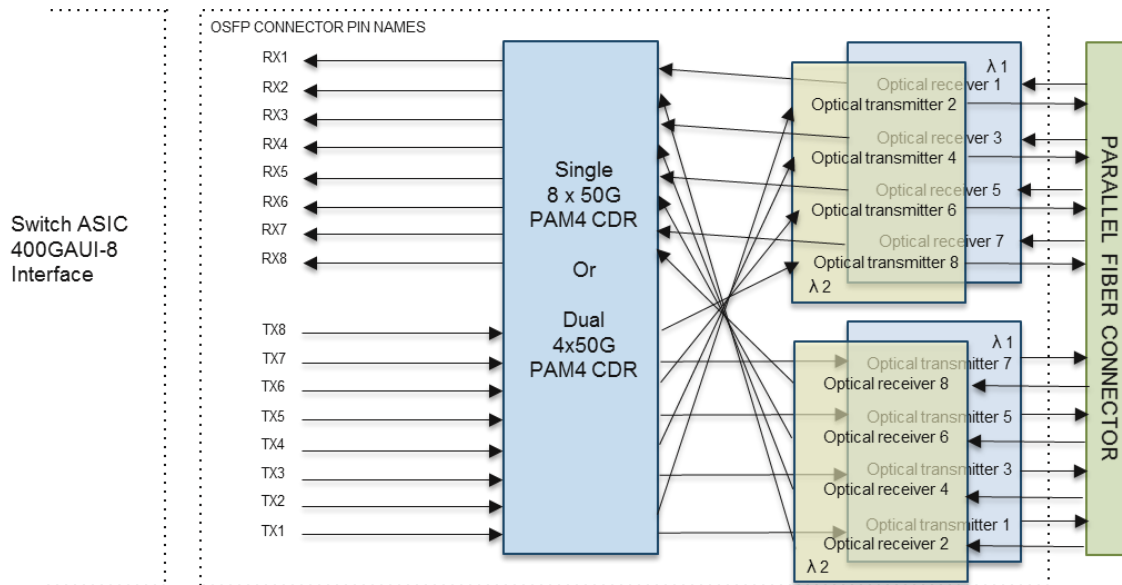 OSFP CONNECTOR PIN NAMES
RX1
RX2
RX3
RX4
RX5
RX6
RX7
RX8
TX8
TX7
TX6
TX5
TX4
TX3
TX2
TX1
Switch ASIC
400GAUI-8
Interface
Single
8 x 50G
PAM4 CDR
Or
Dual
4x50G
PAM4 CDR
λ 1
Optical receiver 1
Optical transmitter 2
Optical receiver 3
Optical transmitter 4
Optical receiver 5
Optical transmitter 6
Optical receiver 7
Optical transmitter 8
λ 2
λ 1
Optical transmitter 7
Optical receiver 8
Optical transmitter 5
Optical receiver 6
Optical transmitter 3
Optical receiver 4
Optical transmitter 1
Optical receiver 2
λ 2
PARALLEL FIBER CONNECTOR